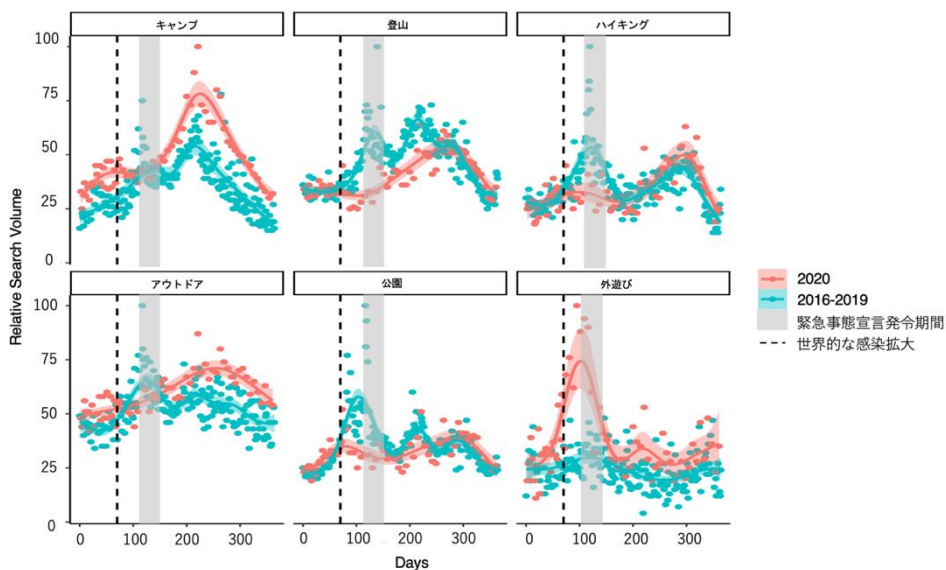 キャンプ
登山
ハイキング
100
75
50
25
0
アウトドア
公園
外遊び
100
75
50
25
0
0 100 200 300
0 100 200 300
0 100 200 300
Relative Search Volume
Days
2020
2016-2019
緊急事態宣言発令期間
世界的な感染拡大